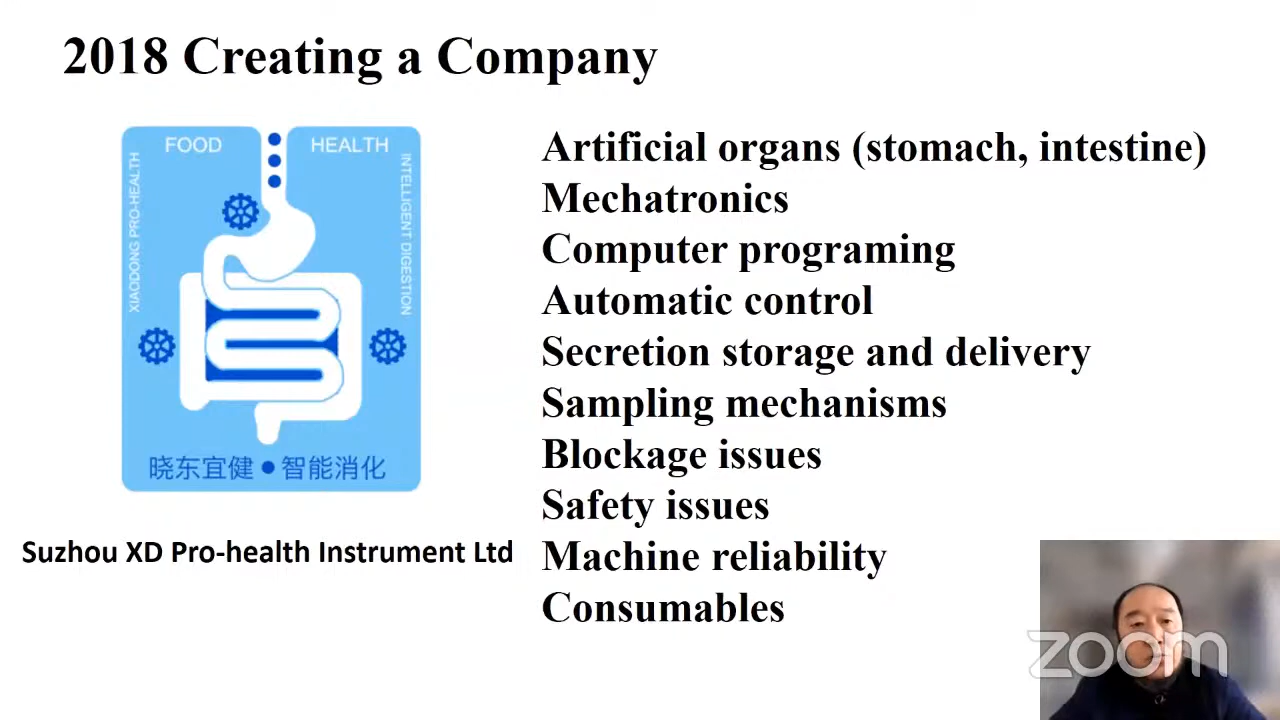 2018 Creating a Company
FOOD
HEALTH
XIAODONG PRO-HEALTH
INTELLIGENT DIGESTION
晓东宜健●智能消化
Suzhou XD Pro-health Instrument Ltd
Artificial organs (stomach, intestine)
Mechatronics
Computer programing
Automatic control
Secretion storage and delivery
Sampling mechanisms
Blockage issues
Safety issues
Machine reliability
Consumables
zoom